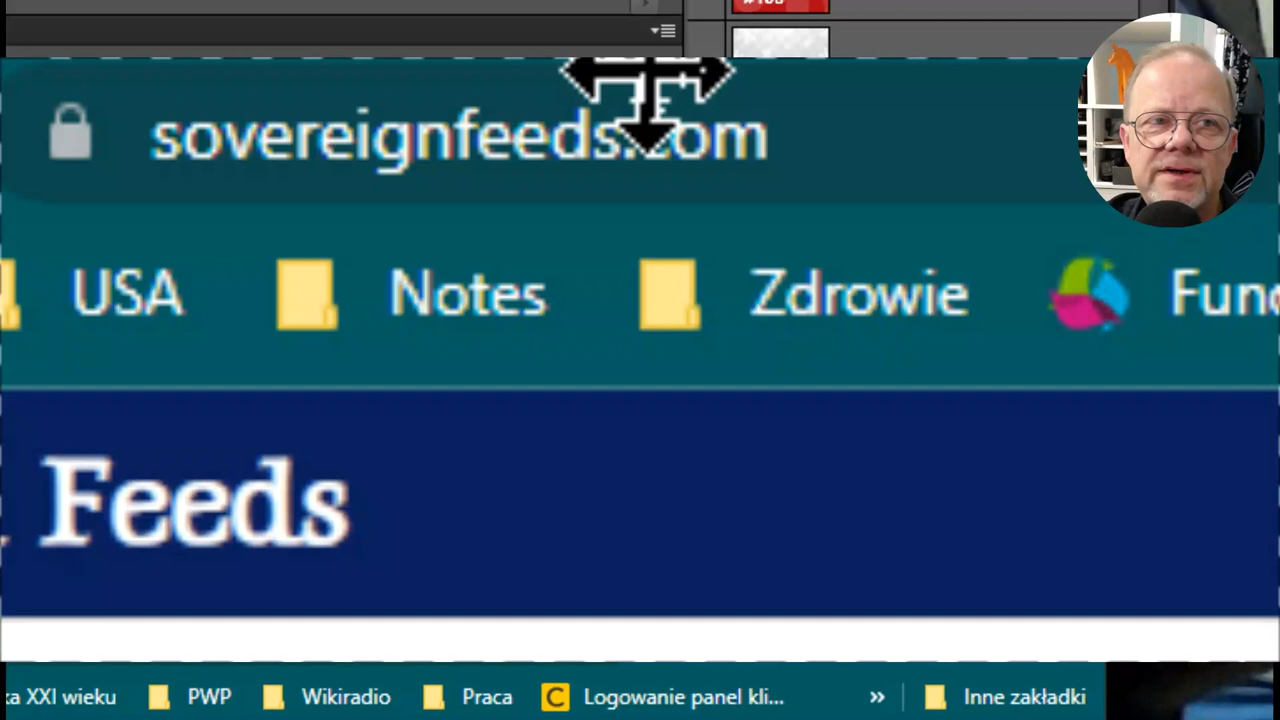 sovereignfeeds.com
USA Notes Zdrowie
Feeds
XXI wieku PWP Wikiradio Praca Logowanie panel kli... » Inne zakładki